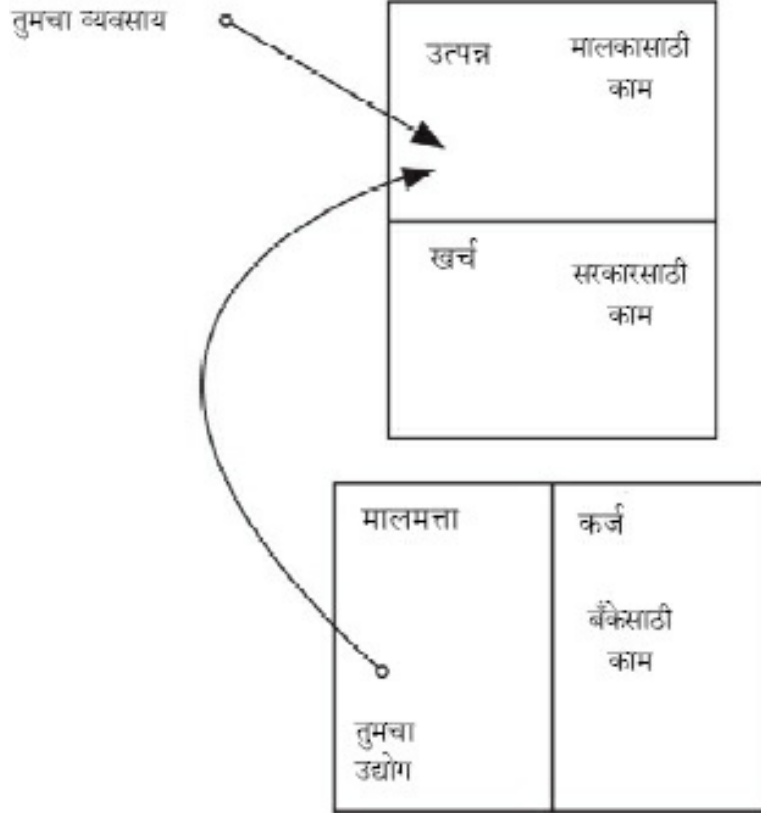 तुमचा व्यवसाय
उत्पन्न
मालकासाठी
काम
खर्च
सरकारसाठी
काम
मालमत्ता
कर्ज
बँकेसाठी
काम
तुमचा
उद्योग